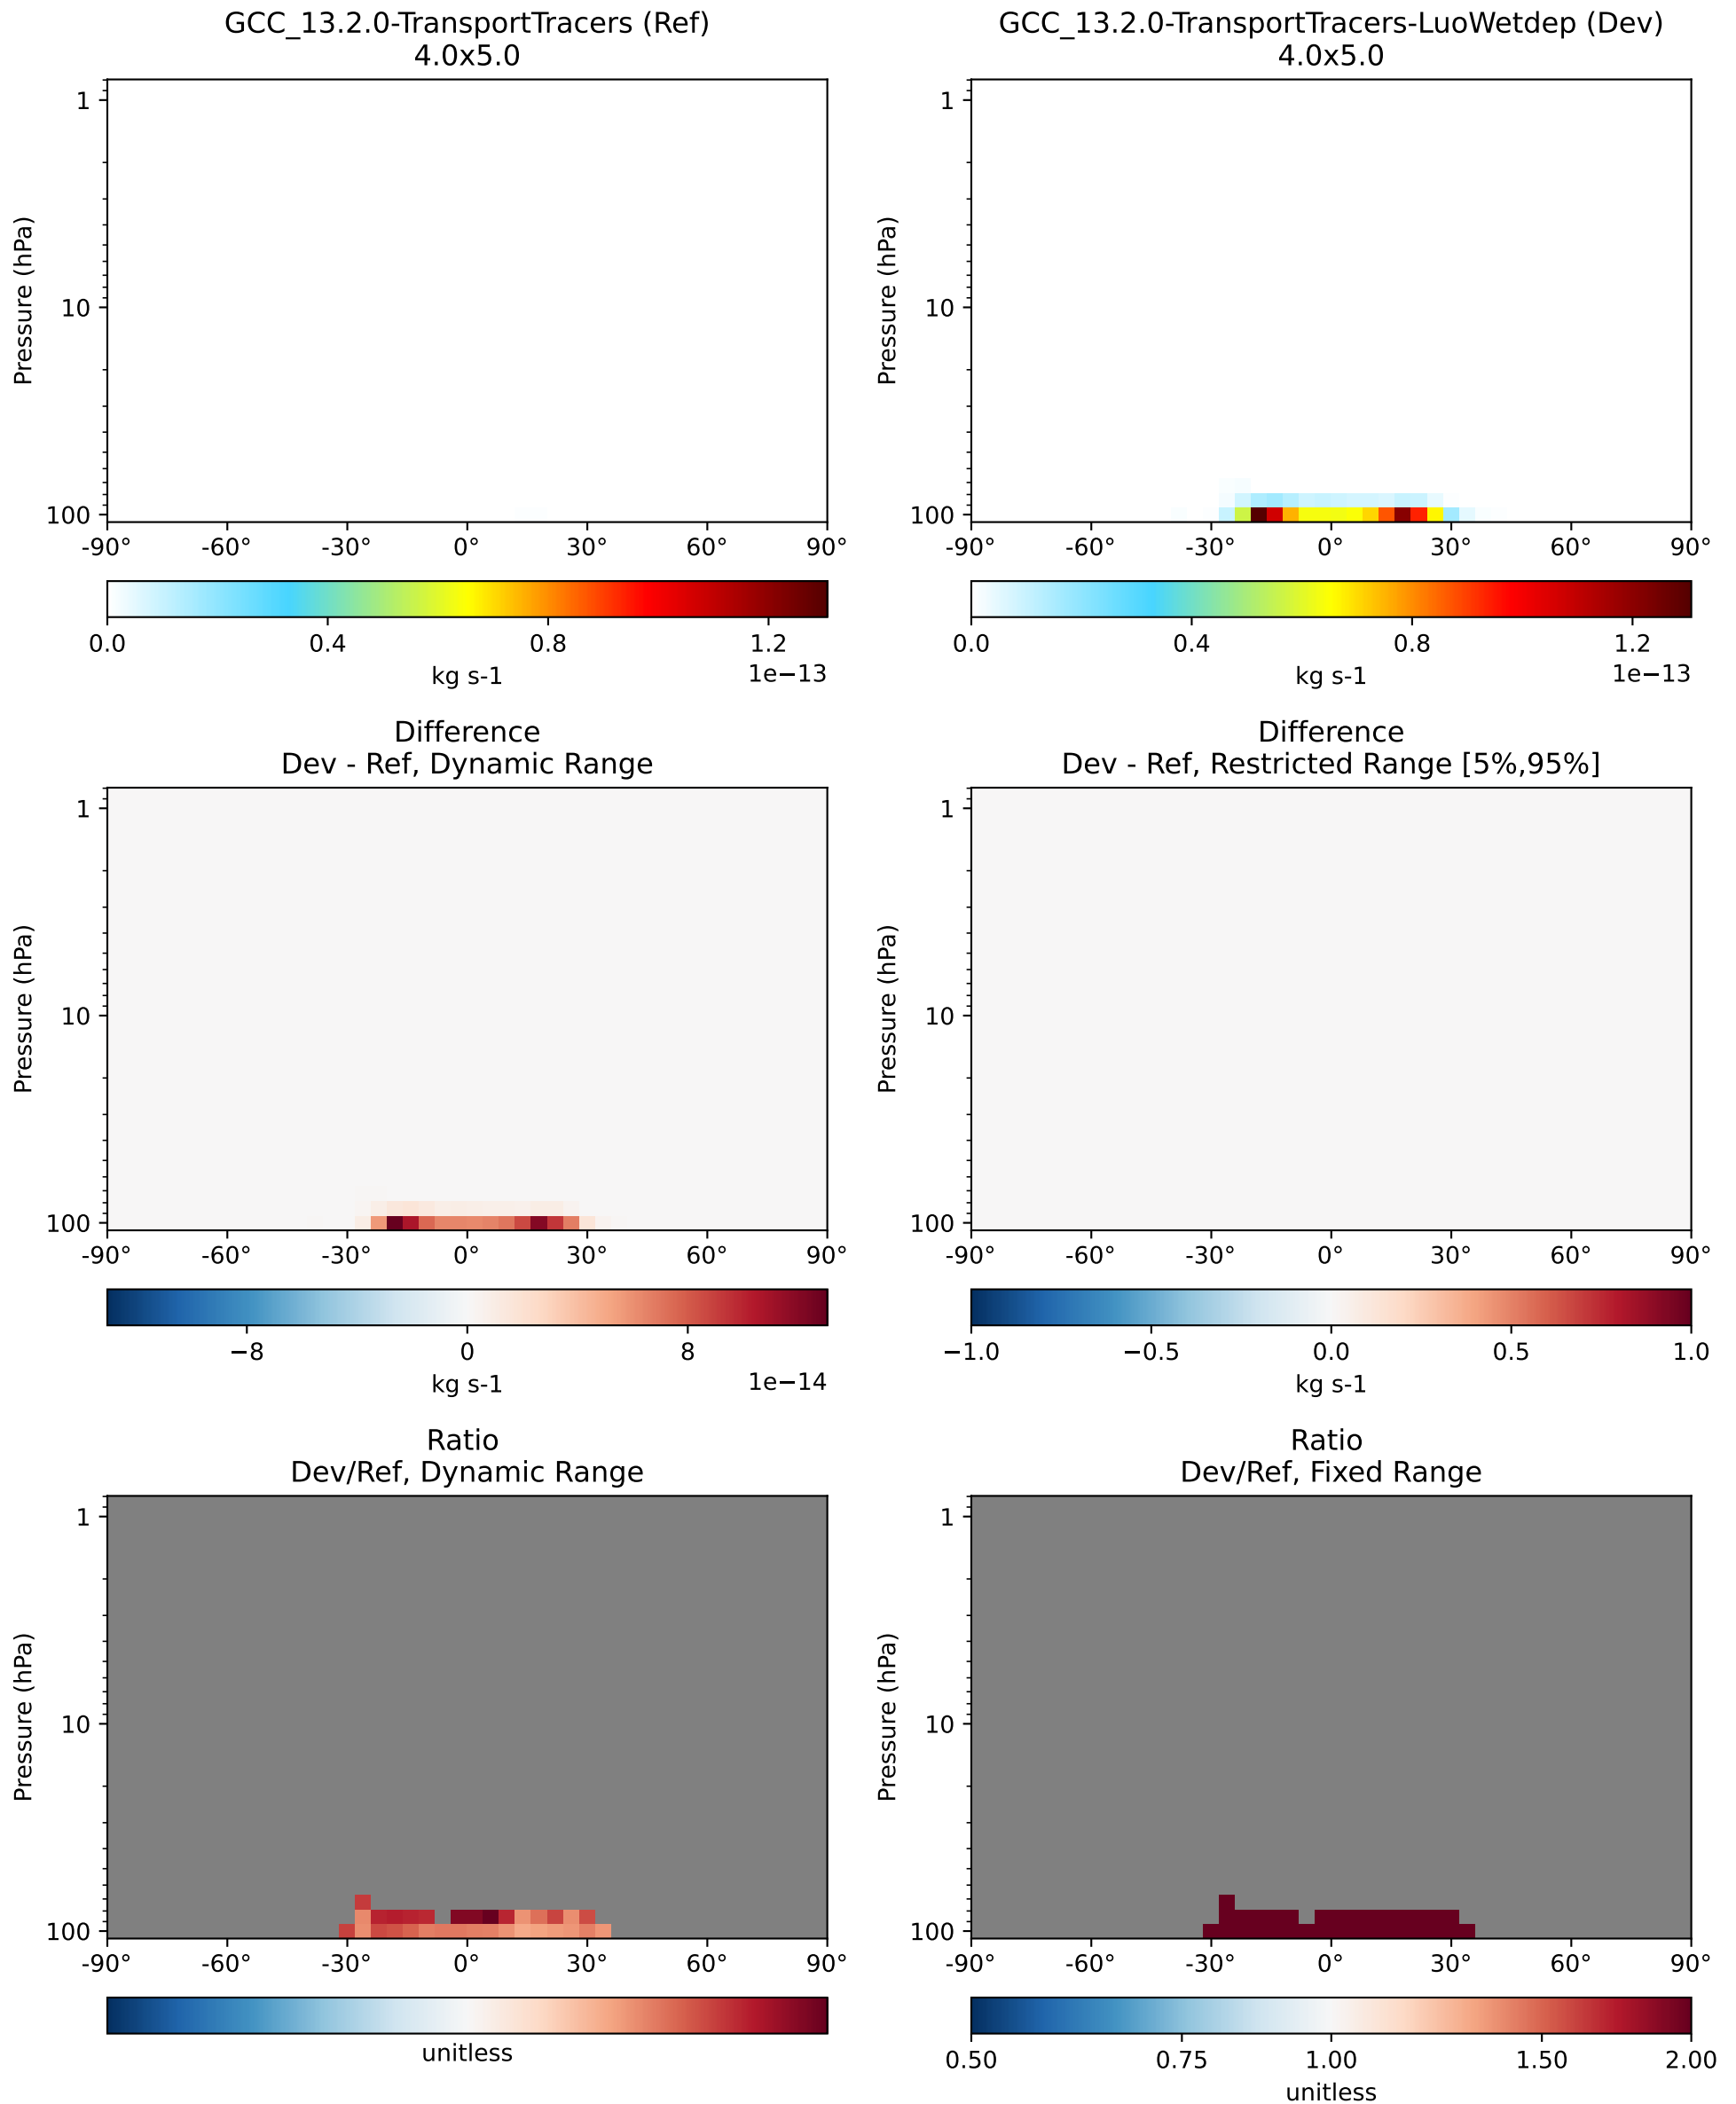 GCC_13.2.0-TransportTracers (Ref)
4.0x5.0
GCC_13.2.0-TransportTracers-LuoWetdep (Dev)
4.0x5.0
Pressure (hPa)
1
10
100
-90° -60° -30° 0° 30° 60° 90°
0.0 0.4 0.8 1.2
1e−13
kg s-1
Pressure (hPa)
1
10
100
-90° -60° -30° 0° 30° 60° 90°
0.0 0.4 0.8 1.2
1e−13
kg s-1
Difference
Dev - Ref, Dynamic Range
Pressure (hPa)
1
10
100
-90° -60° -30° 0° 30° 60° 90°
−8 0 8
1e−14
kg s-1
Difference
Dev - Ref, Restricted Range [5%,95%]
Pressure (hPa)
1
10
100
-90° -60° -30° 0° 30° 60° 90°
−1.0 −0.5 0.0 0.5 1.0
kg s-1
Ratio
Dev/Ref, Dynamic Range
Pressure (hPa)
1
10
100
-90° -60° -30° 0° 30° 60° 90°
unitless
Ratio
Dev/Ref, Fixed Range
Pressure (hPa)
1
10
100
-90° -60° -30° 0° 30° 60° 90°
0.50 0.75 1.00 1.50 2.00
unitless